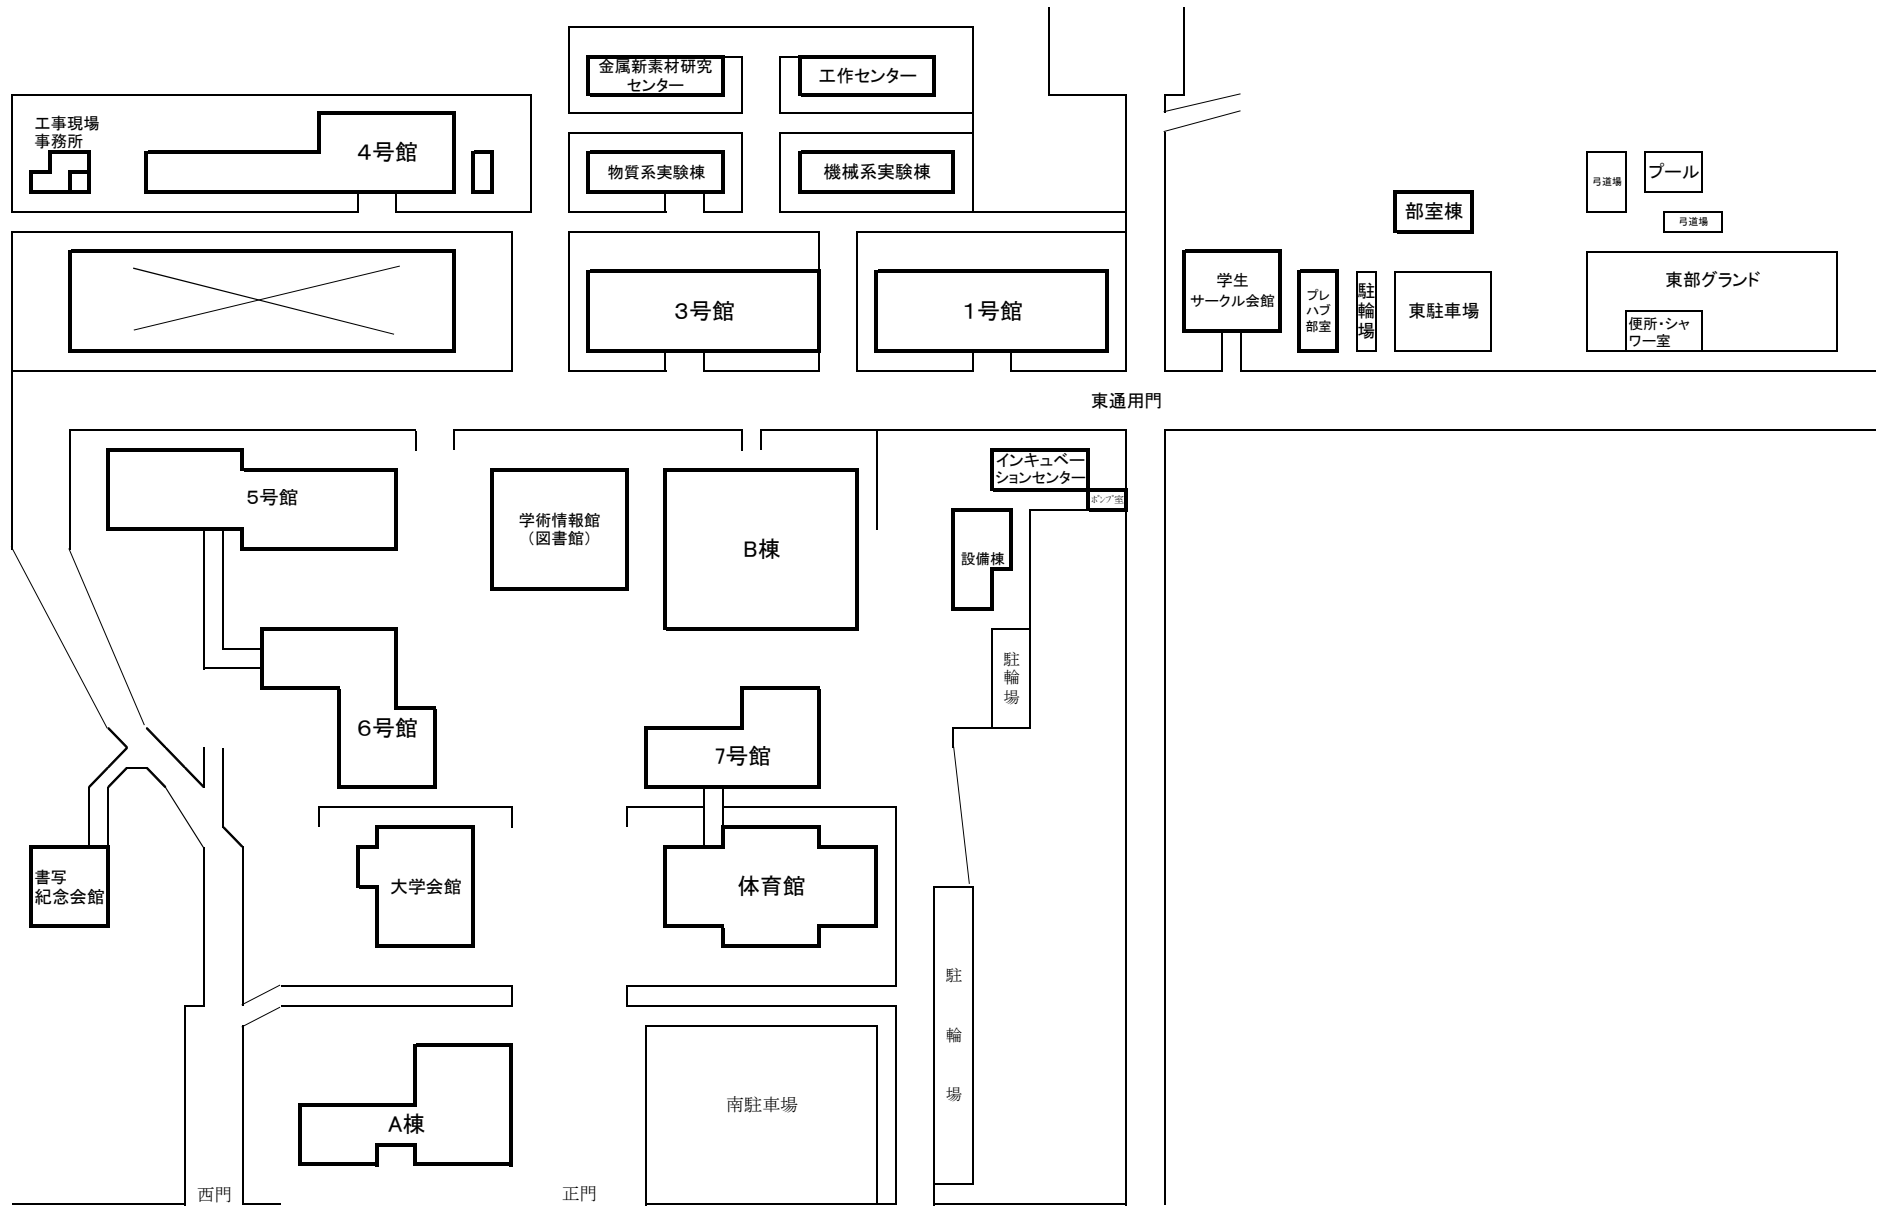 金属新素材研究
センター
工作センター
工事現場
事務所
4号館
物質系実験棟
機械系実験棟
弓道場
プール
部室棟
弓道場
学生
サークル会館
プレ
ハブ
部室
駐
輪
場
東駐車場
東部グランド
便所・シャ
ワー室
3号館
1号館
東通用門
5号館
学術情報館
(図書館)
B棟
インキュベー
ションセンター
ポンプ室
設備棟
駐
輪
場
6号館
7号館
書写
紀念会館
大学会館
体育館
駐
輪
場
A棟
南駐車場
西門
正門